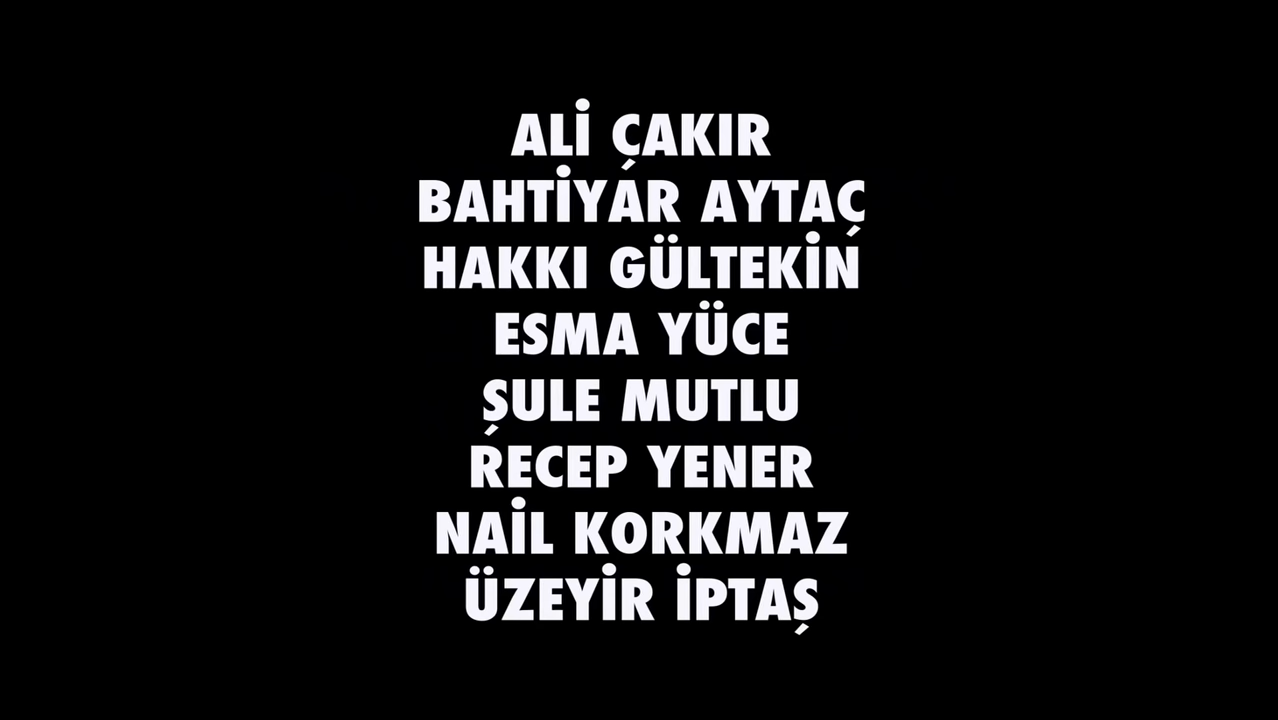 ALİ ÇAKIR
BAHTİYAR AYTAÇ
HAKKI GÜLTEKİN
ESMA YÜCE
ŞULE MUTLU
RECEP YENER
NAİL KORKMAZ
ÜZEYİR İPTAŞ